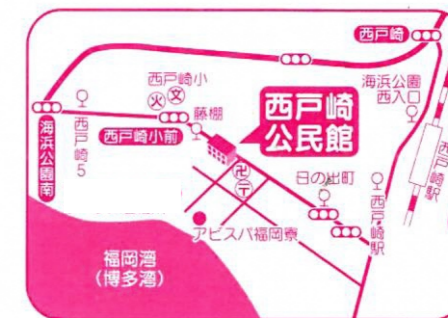 西戸崎
海浜公園
西入口
西戸崎小
火
文
藤棚
西戸崎
公民館
海浜公園南
西戸崎5
西戸崎小前
卍
〒
日の出町
西戸崎駅
西戸崎駅
アビスパ福岡寮
福岡湾
(博多湾)